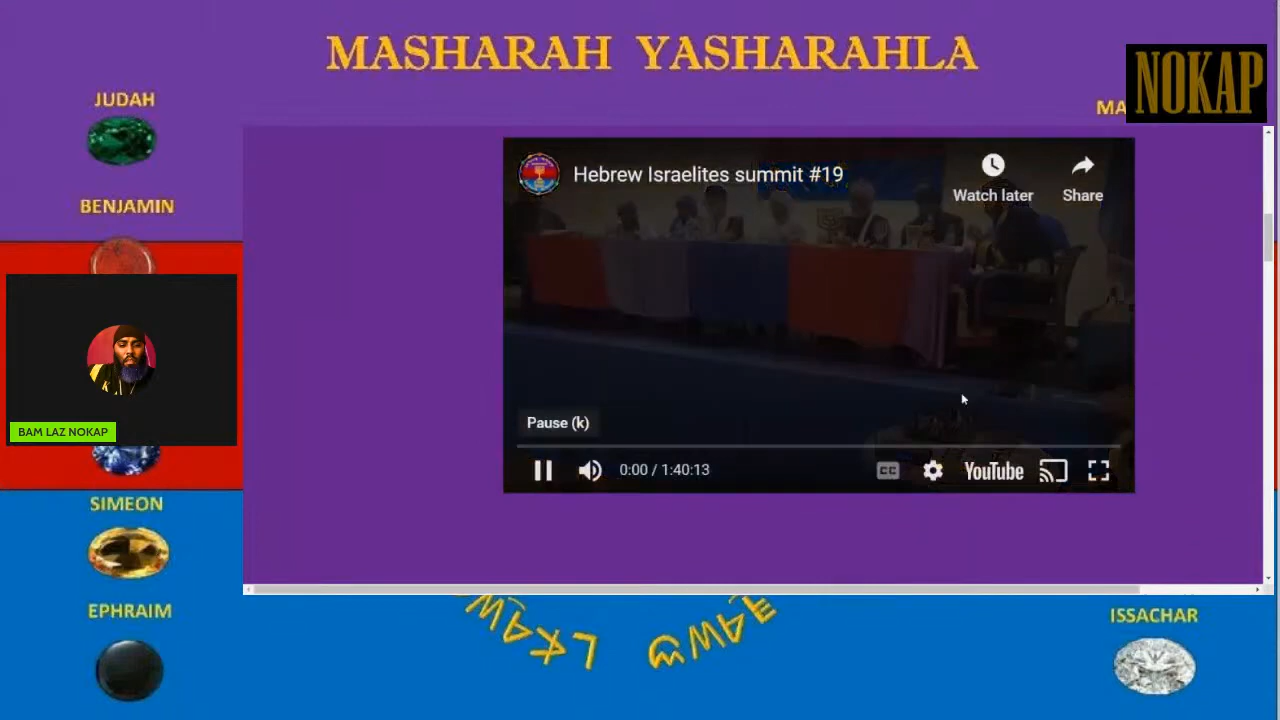 MASHARAH YASHARAHLA
NOKAP
JUDAH
MA
BENJAMIN
Hebrew Israelites summit #19
Watch later
Share
BAM LAZ NOKAP
Pause (k)
0:00 / 1:40:13
CC
YouTube
SIMEON
EPHRAIM
ISSACHAR